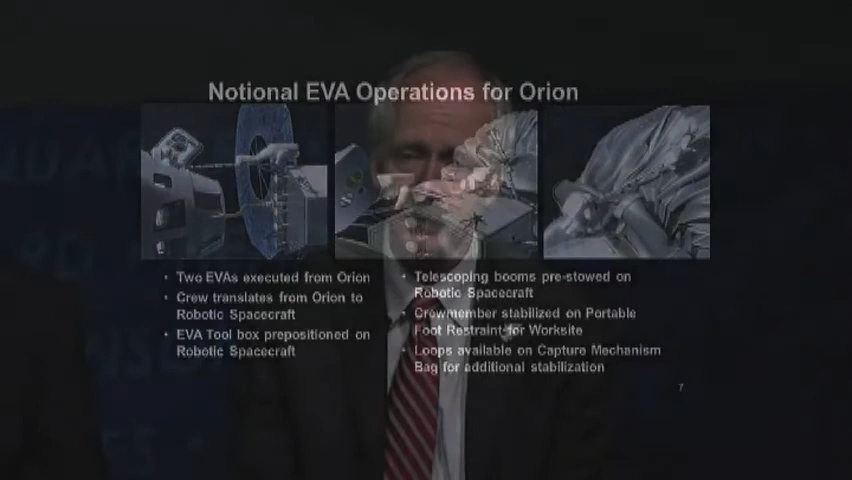 Notional EVA Operations for Orion
• Two EVAs executed from Orion
• Crew translates from Orion to
Robotic Spacecraft
• EVA Tool box prepositioned on
Robotic Spacecraft
• Telescoping booms pre-stowed on
Robotic Spacecraft
• Crewmember stabilized on Portable
Foot Restraint for Worksite
• Loops available on Capture Mechanism
Bag for additional stabilization
7